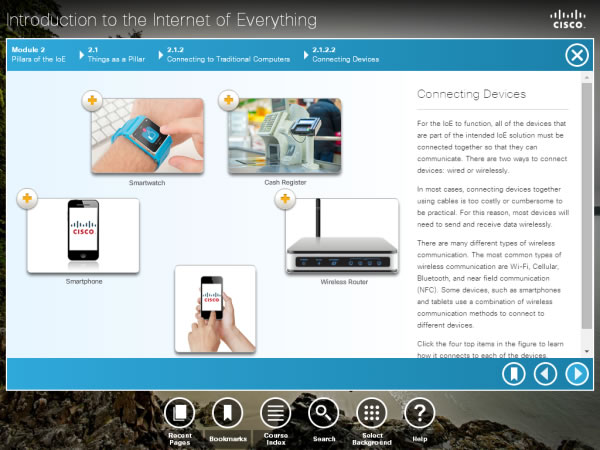 Introduction to the Internet of Everything
CISCO
Module 2
Pillars of the IoE
2.1
Things as a Pillar
2.1.2
Connecting to Traditional Computers
2.1.2.2
Connecting Devices
Smartwatch
Cash Register
CISCO
Smartphone
CISCO
Wireless Router
Connecting Devices
For the IoE to function, all of the devices that
are part of the intended IoE solution must be
connected together so that they can
communicate. There are two ways to connect
devices: wired or wirelessly.
In most cases, connecting devices together
using cables is too costly or cumbersome to
be practical. For this reason, most devices will
need to send and receive data wirelessly.
There are many different types of wireless
communication. The most common types of
wireless communication are Wi-Fi, Cellular,
Bluetooth, and near field communication
(NFC). Some devices, such as smartphones
and tablets use a combination of wireless
communication methods to connect to
different devices.
Click the four top items in the figure to learn
how it connects to each of the devices
Recent
Pages
Bookmarks
Course
Index
Search
Select
Background
Help